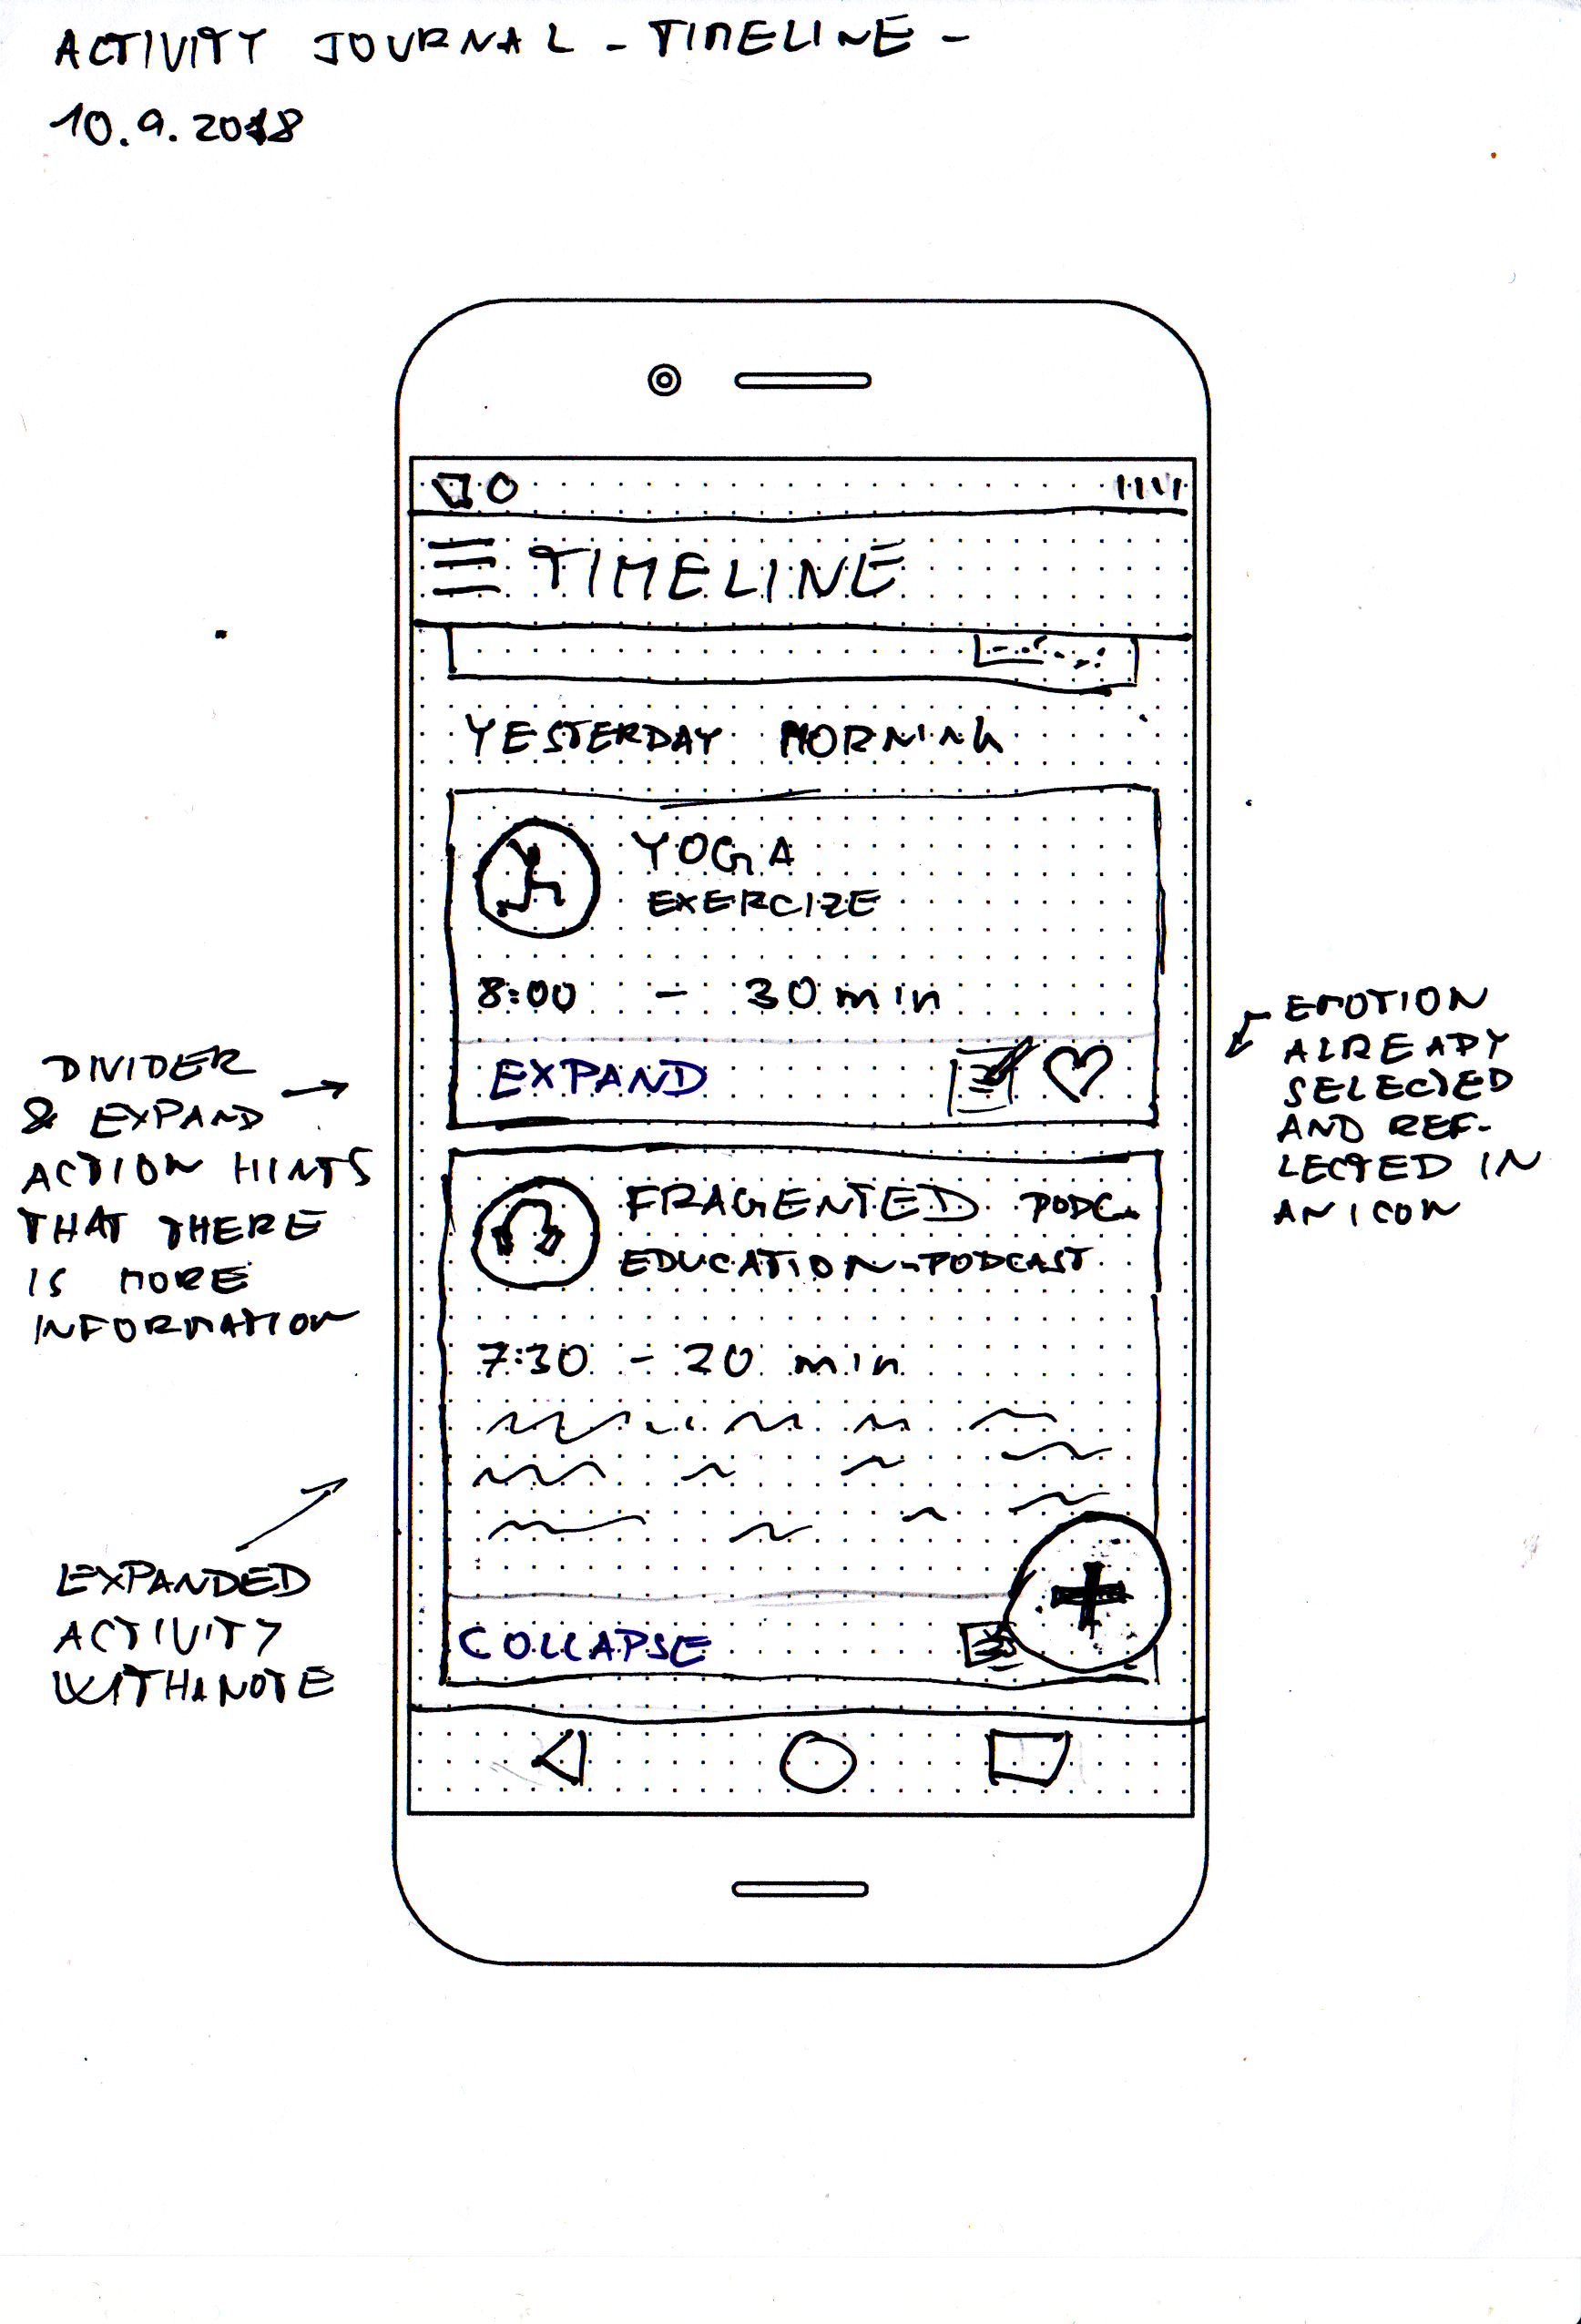 ACTIVITY JOURNAL - TIMELINE -
10.9.2018
TIMELINE
YESTERDAY MORNING
YOGA
EXERCIZE
8:00 - 30 min
EXPAND
FRAGENTED PODC..
EDUCATION-PODCAST
7:30 - 20 min
COLLAPSE
DIVIDER
& EXPAND
ACTION HINTS
THAT THERE
IS MORE
INFORMATION
EXPANDED
ACTIVITY
WITH A NOTE
EMOTION
ALREADY
SELECTED
AND REF-
LECTED IN
AN ICON